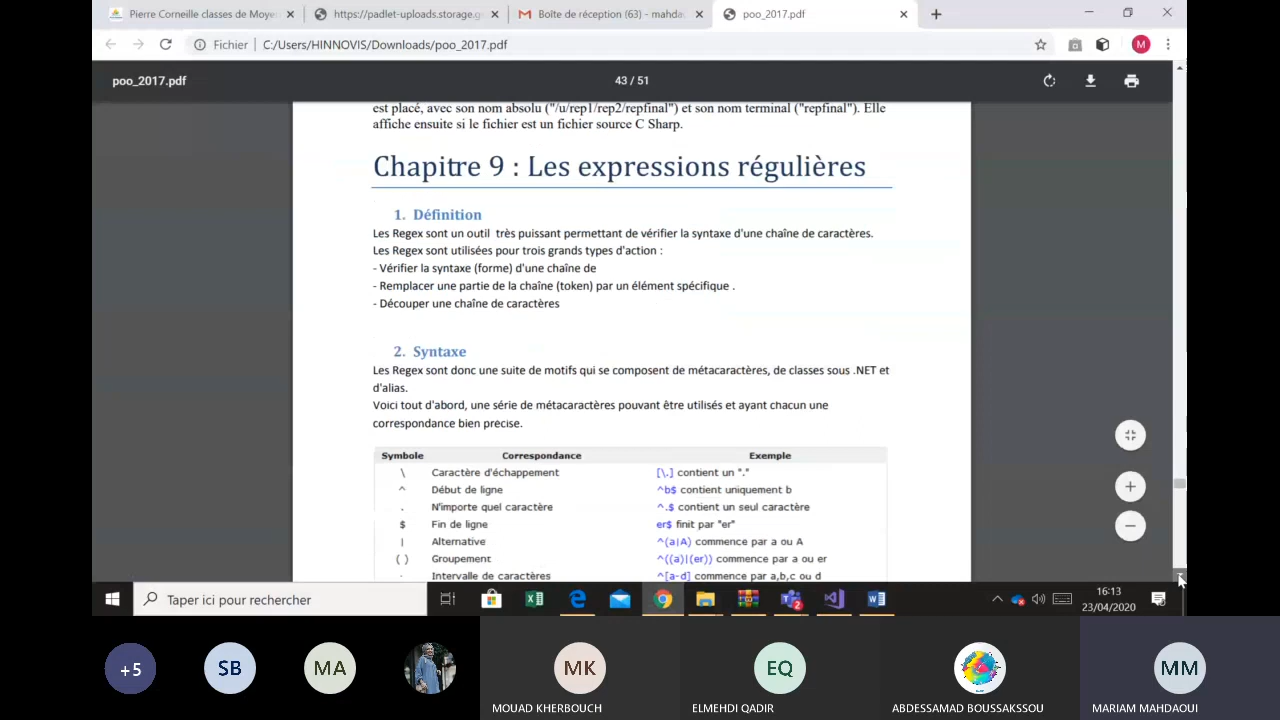 Pierre Corneille classes de Moye
https://padlet-uploads.storage.g
Boîte de réception (63) - mahda
poo_2017.pdf
Fichier
C:/Users/HINNOVIS/Downloads/poo_2017.pdf
M
poo_2017.pdf
43 / 51
est placé, avec son nom absolu ("/u/rep1/rep2/repfinal") et son nom terminal ("repfinal"). Elle
affiche ensuite si le fichier est un fichier source C Sharp.
Chapitre 9 : Les expressions régulières
1. Définition
Les Regex sont un outil très puissant permettant de vérifier la syntaxe d'une chaîne de caractères.
Les Regex sont utilisées pour trois grands types d'action :
- Vérifier la syntaxe (forme) d'une chaîne de
- Remplacer une partie de la chaîne (token) par un élément spécifique .
- Découper une chaîne de caractères
2. Syntaxe
Les Regex sont donc une suite de motifs qui se composent de métacaractères, de classes sous .NET et
d'alias.
Voici tout d'abord, une série de métacaractères pouvant être utilisés et ayant chacun une
correspondance bien precise.
Symbole Correspondance Exemple
\ Caractère d'échappement [\.] contient un "."
^ Début de ligne ^b$ contient uniquement b
. N'importe quel caractère ^.$ contient un seul caractère
$ Fin de ligne er$ finit par "er"
| Alternative ^(a|A) commence par a ou A
( ) Groupement ^((a)|(er)) commence par a ou er
- Intervalle de caractères ^[a-d] commence par a,b,c ou d
Taper ici pour rechercher
16:13
23/04/2020
+5
SB
MA
MK
MOUAD KHERBOUCH
EQ
ELMEHDI QADIR
ABDESSAMAD BOUSSAKSSOU
MM
MARIAM MAHDAOUI